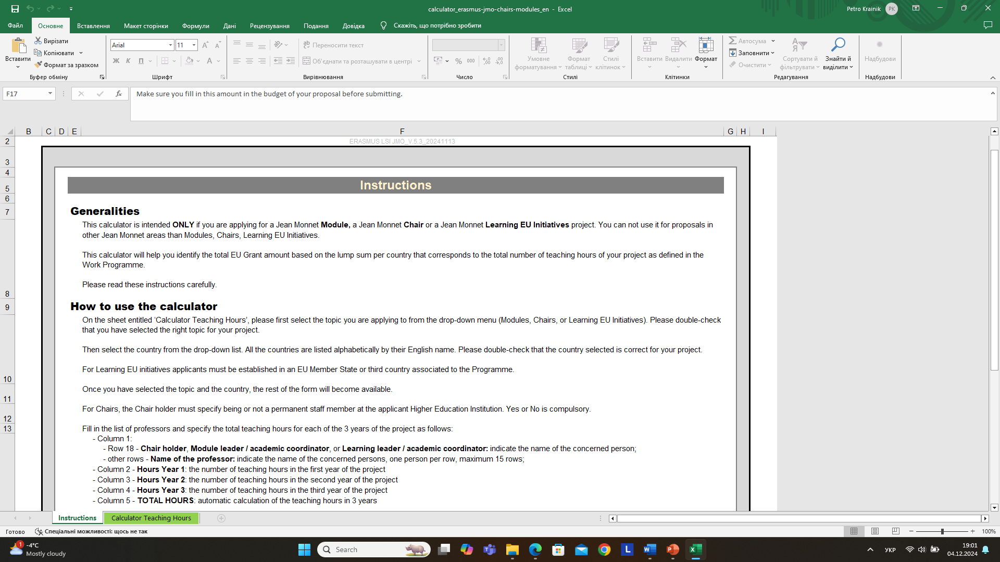 calculator_erasmus-jmo-chairs-modules_en - Excel
Petro Krainik PK
Файл Основне Вставлення Макет сторінки Формули Дані Рецензування Подання Довідка Скажіть, що потрібно зробити
Вставити
Вирізати
Копіювати
Формат за зразком
Буфер обміну
Arial 11
Ж К П
Шрифт
Переносити текст
Об'єднати та розташувати в центрі
Вирівнювання
% 000
Число
Умовне форматування
Формат таблиці
Стилі клітинок
Стилі
Вставити Видалити Формат
Клітинки
Автосума
Заповнити
Очистити
Сортувати й фільтрувати
Знайти й виділити
Редагування
Надбудови
Надбудови
F17 fx Make sure you fill in this amount in the budget of your proposal before submitting.
B C D E F G H I
2
3
4
5
6
7
8
9
10
11
12
13
ERASMUS LSI JMO_V.5.3_20241113
Instructions
Generalities
This calculator is intended ONLY if you are applying for a Jean Monnet Module, a Jean Monnet Chair or a Jean Monnet Learning EU Initiatives project. You can not use it for proposals in
other Jean Monnet areas than Modules, Chairs, Learning EU Initiatives.
This calculator will help you identify the total EU Grant amount based on the lump sum per country that corresponds to the total number of teaching hours of your project as defined in the
Work Programme.
Please read these instructions carefully.
How to use the calculator
On the sheet entitled ‘Calculator Teaching Hours’, please first select the topic you are applying to from the drop-down menu (Modules, Chairs, or Learning EU Initiatives). Please double-check
that you have selected the right topic for your project.
Then select the country from the drop-down list. All the countries are listed alphabetically by their English name. Please double-check that the country selected is correct for your project.
For Learning EU initiatives applicants must be established in an EU Member State or third country associated to the Programme.
Once you have selected the topic and the country, the rest of the form will become available.
For Chairs, the Chair holder must specify being or not a permanent staff member at the applicant Higher Education Institution. Yes or No is compulsory.
Fill in the list of professors and specify the total teaching hours for each of the 3 years of the project as follows:
- Column 1:
- Row 18 - Chair holder, Module leader / academic coordinator, or Learning leader / academic coordinator: indicate the name of the concerned person;
- other rows - Name of the professor: indicate the name of the concerned persons, one person per row, maximum 15 rows;
- Column 2 - Hours Year 1: the number of teaching hours in the first year of the project
- Column 3 - Hours Year 2: the number of teaching hours in the second year of the project
- Column 4 - Hours Year 3: the number of teaching hours in the third year of the project
- Column 5 - TOTAL HOURS: automatic calculation of the teaching hours in 3 years
Instructions Calculator Teaching Hours
Готово Спеціальні можливості: щось не так 100%
1 -4°C
Mostly cloudy
Search
УКР
19:01
04.12.2024